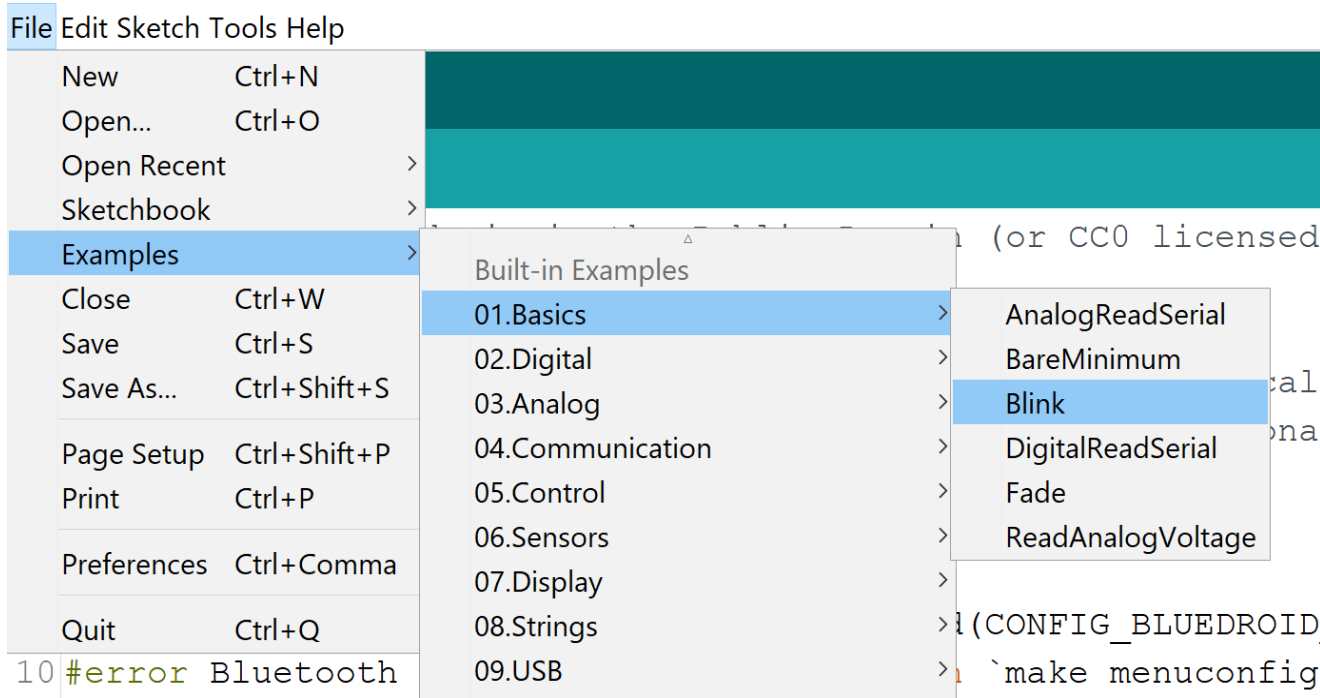 File Edit Sketch Tools Help
New Ctrl+N
Open... Ctrl+O
Open Recent
Sketchbook
Examples
Close Ctrl+W
Save Ctrl+S
Save As... Ctrl+Shift+S
Page Setup Ctrl+Shift+P
Print Ctrl+P
Preferences Ctrl+Comma
Quit Ctrl+Q
Built-in Examples
01.Basics
02.Digital
03.Analog
04.Communication
05.Control
06.Sensors
07.Display
08.Strings
09.USB
AnalogReadSerial
BareMinimum
Blink
DigitalReadSerial
Fade
ReadAnalogVoltage
(or CC0 licensed
(CONFIG_BLUEDROID_
10 #error Bluetooth
`make menuconfig